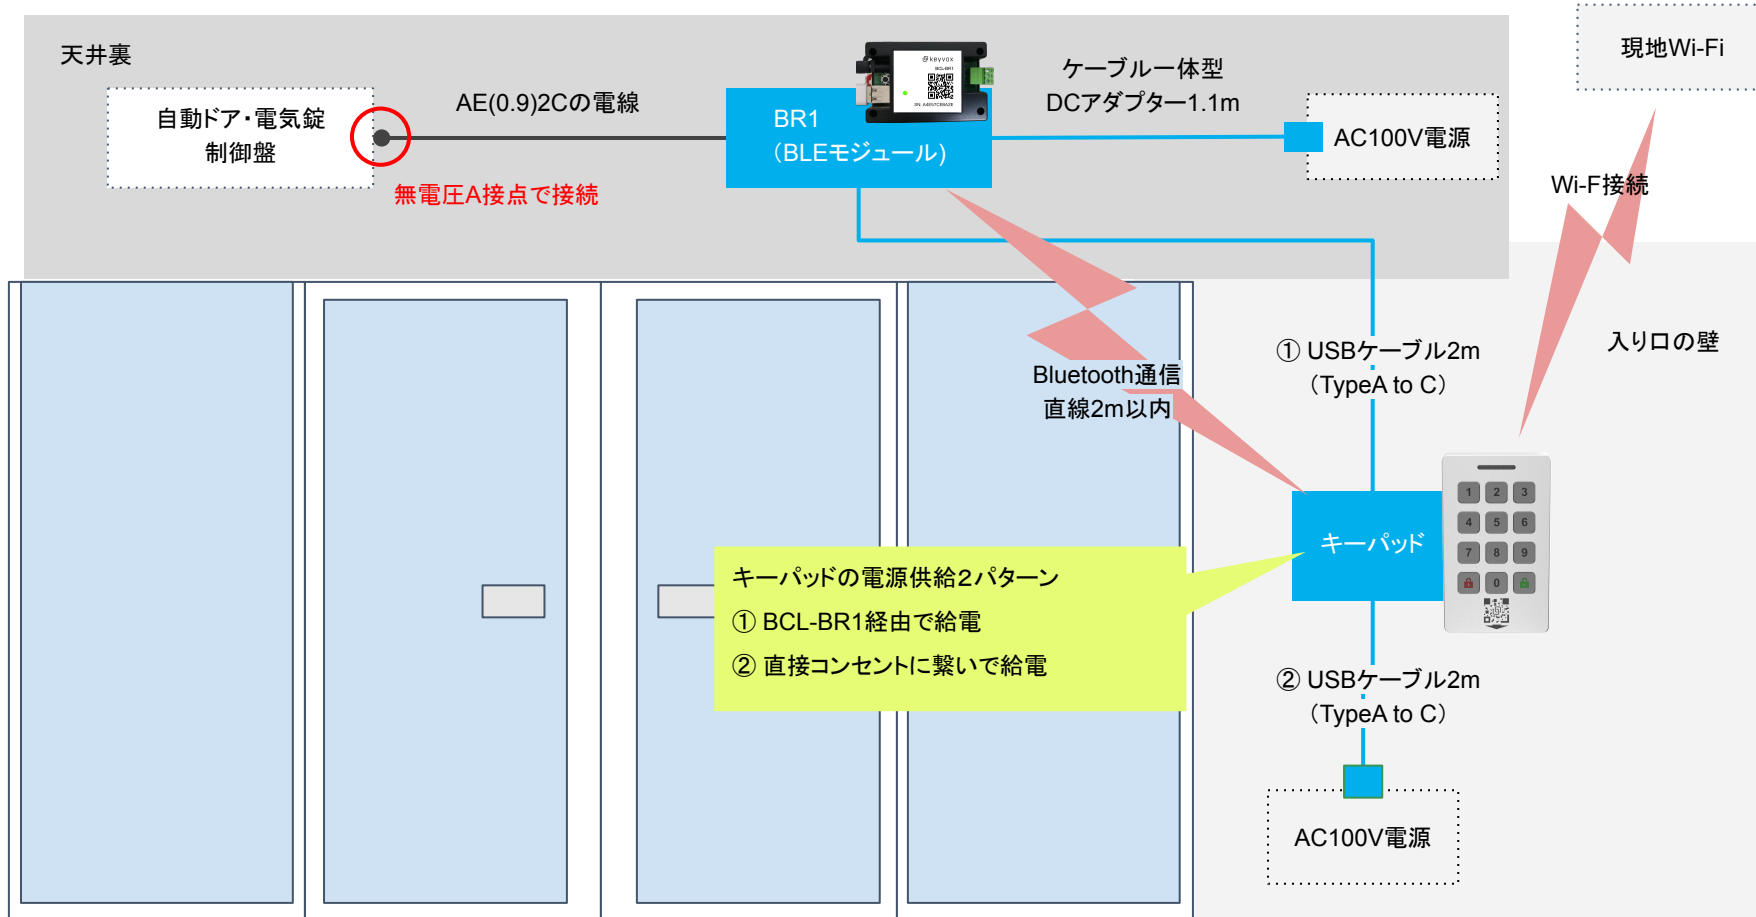 天井裏
現地Wi-Fi
自動ドア・電気錠
制御盤
AE(0.9)2Cの電線
無電圧A接点で接続
keyvox
BCL-BR1
BR1
（BLEモジュール)
ケーブル一体型
DCアダプター1.1m
AC100V電源
Wi-F接続
入り口の壁
Bluetooth通信
直線2m以内
① USBケーブル2m
（TypeA to C）
キーパッド
1 2 3
4 5 6
7 8 9
0
キーパッドの電源供給2パターン
① BCL-BR1経由で給電
② 直接コンセントに繋いで給電
② USBケーブル2m
（TypeA to C）
AC100V電源